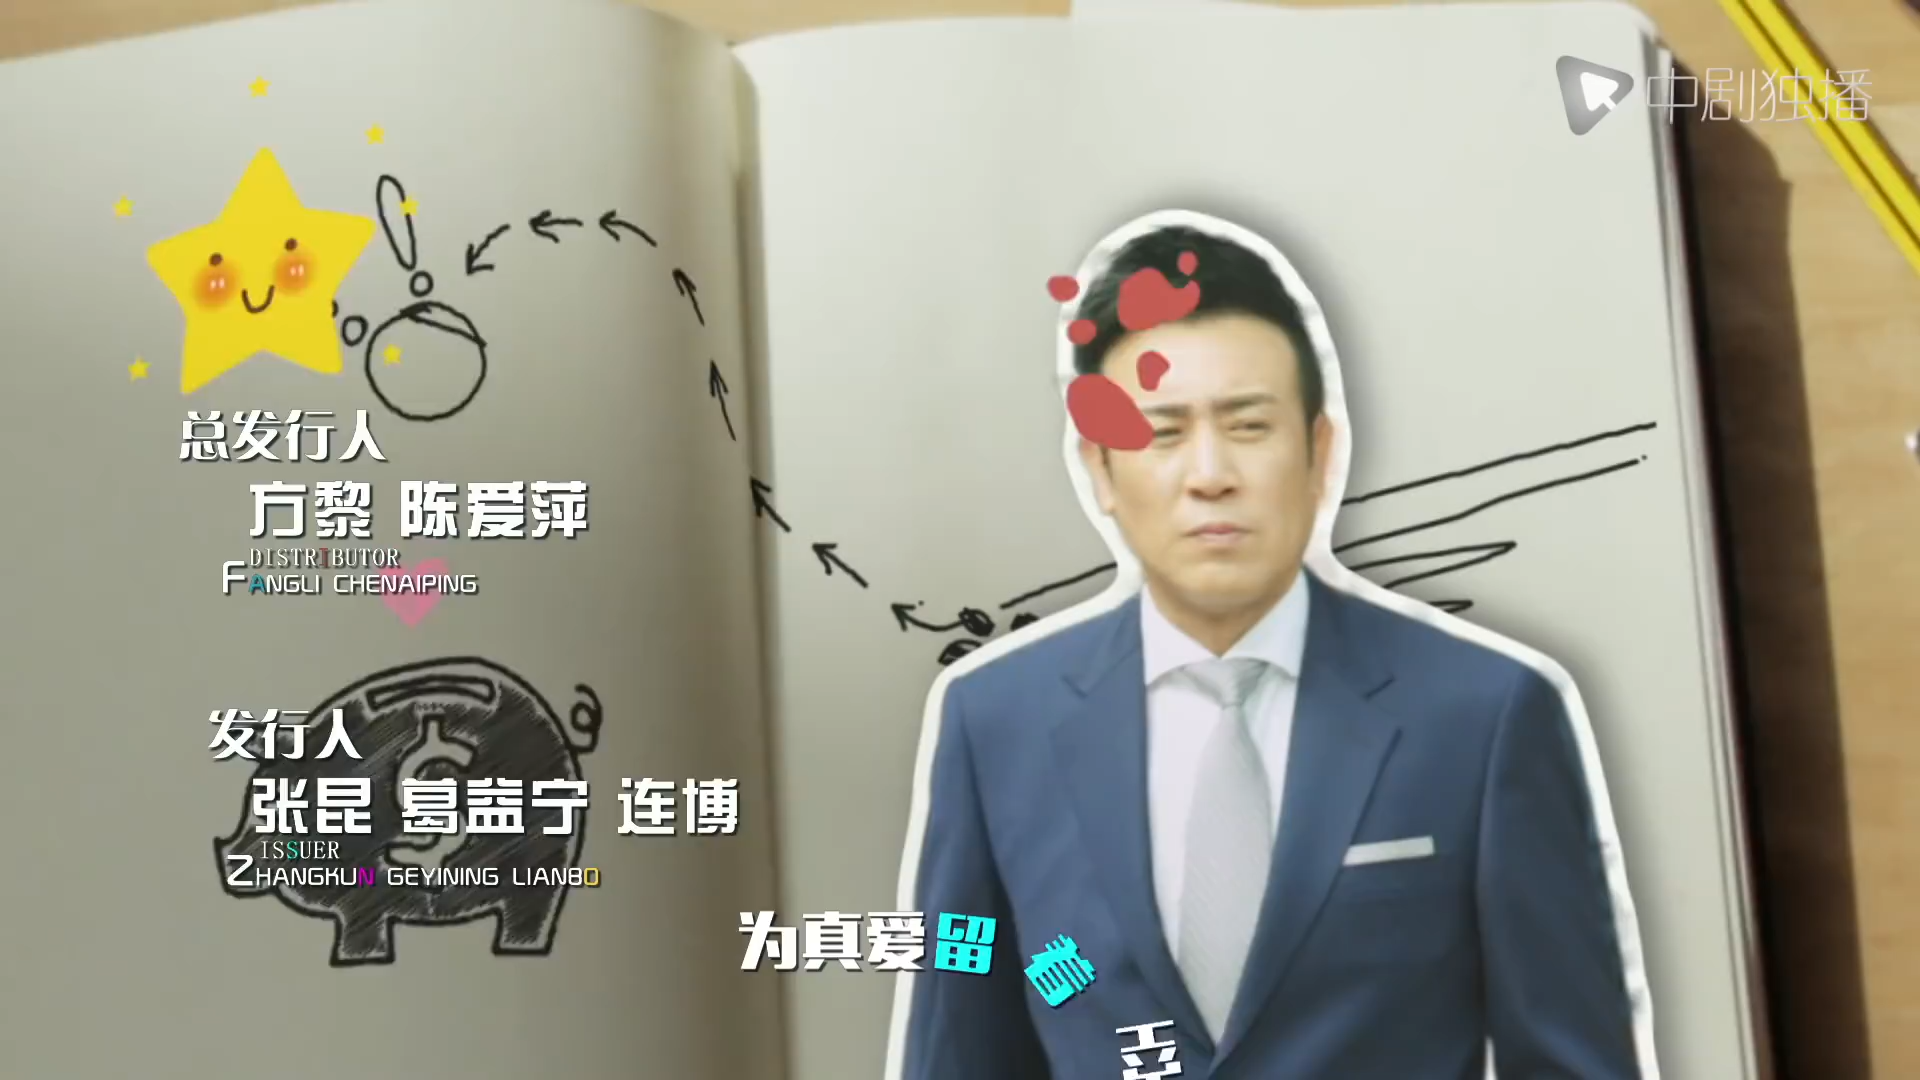 中剧独播
总发行人
方黎 陈爱萍
DISTRIBUTOR
FANGLI CHENAIPING
发行人
张昆 葛益宁 连博
ISSUER
ZHANGKUN GEYINING LIANBO
为真爱留着